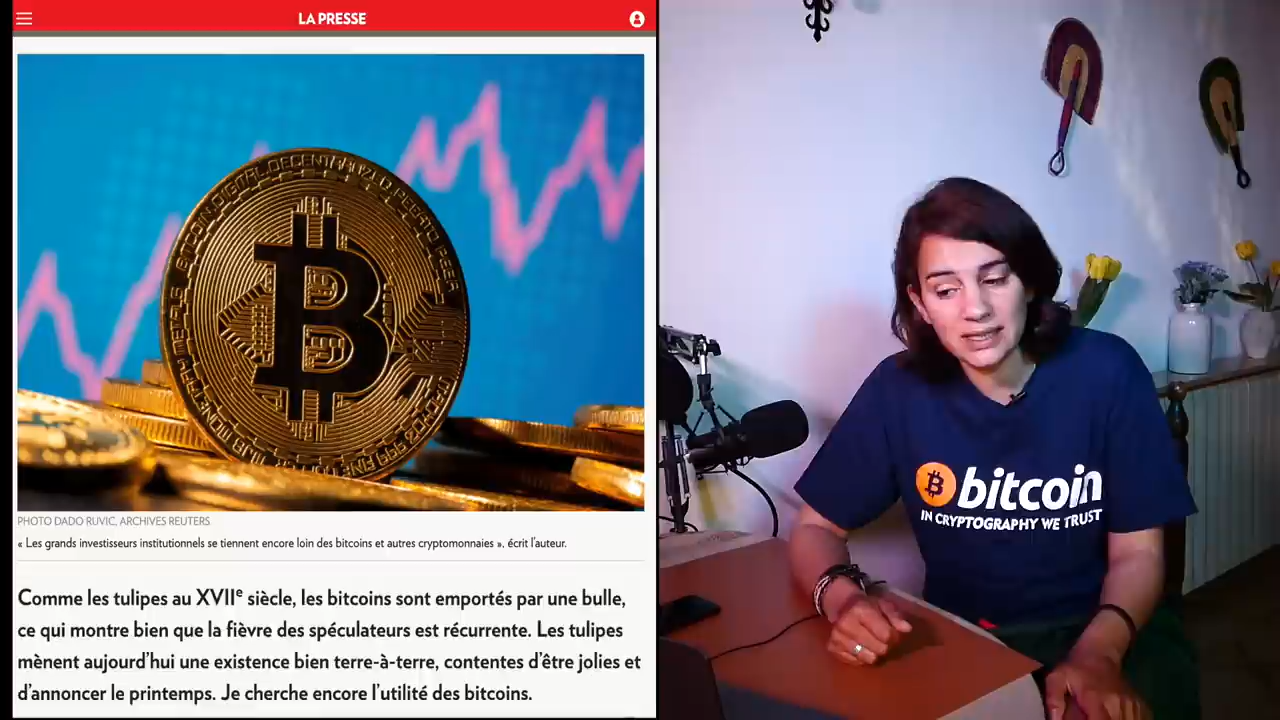 LA PRESSE
PHOTO DADO RUVIC, ARCHIVES REUTERS
« Les grands investisseurs institutionnels se tiennent encore loin des bitcoins et autres cryptomonnaies », écrit l'auteur.
Comme les tulipes au XVIIe siècle, les bitcoins sont emportés par une bulle,
ce qui montre bien que la fièvre des spéculateurs est récurrente. Les tulipes
mènent aujourd'hui une existence bien terre-à-terre, contentes d'être jolies et
d'annoncer le printemps. Je cherche encore l'utilité des bitcoins.
bitcoin
IN CRYPTOGRAPHY WE TRUST